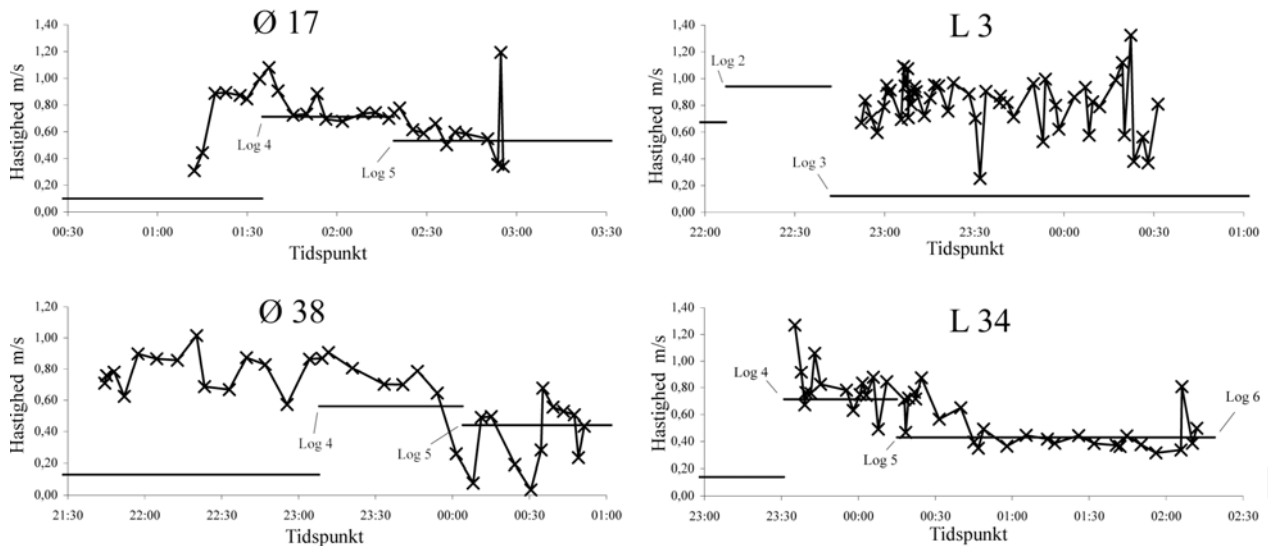 Ø 17
Hastighed m/s
1,40
1,20
1,00
0,80
0,60
0,40
0,20
0,00
Log 4
Log 5
00:30 01:00 01:30 02:00 02:30 03:00 03:30
Tidspunkt
L 3
Hastighed m/s
1,40
1,20
1,00
0,80
0,60
0,40
0,20
0,00
Log 2
Log 3
22:00 22:30 23:00 23:30 00:00 00:30 01:00
Tidspunkt
Ø 38
Hastighed m/s
1,20
1,00
0,80
0,60
0,40
0,20
0,00
Log 4
Log 5
21:30 22:00 22:30 23:00 23:30 00:00 00:30 01:00
Tidspunkt
L 34
Hastighed m/s
1,40
1,20
1,00
0,80
0,60
0,40
0,20
0,00
Log 4
Log 5
Log 6
23:00 23:30 00:00 00:30 01:00 01:30 02:00 02:30
Tidspunkt